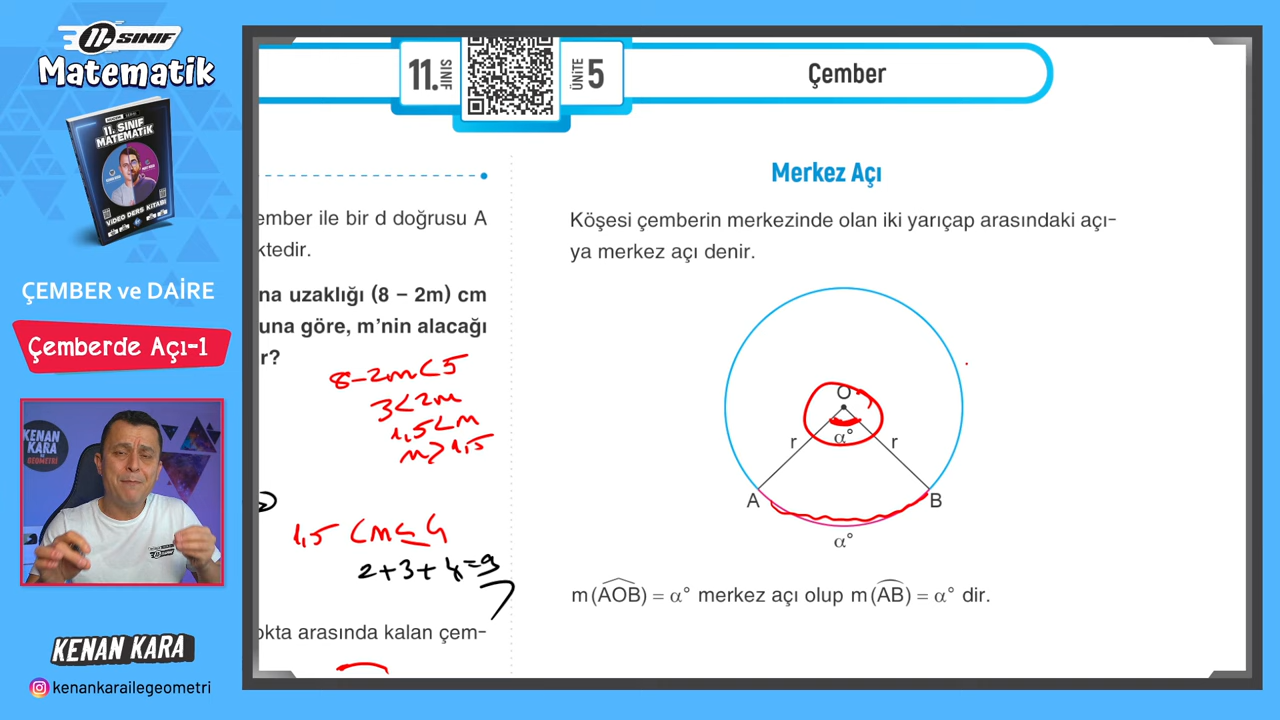 11. SINIF
Matematik
11. SINIF
MATEMATİK
VİDEO DERS KİTABI
ÇEMBER ve DAİRE
Çemberde Açı-1
KENAN
KARA
ile
GEOMETRİ
KENAN KARA
kenankarailegeometri
11. SINIF
ÜNİTE 5
Çember
ember ile bir d doğrusu A
ktedir.
na uzaklığı (8 – 2m) cm
una göre, m’nin alacağı
r?
8-2m<5
3<2m
1,5<m
m>1,5
1,5 <m≤4
2+3+4=9
okta arasında kalan çem-
Merkez Açı
Köşesi çemberin merkezinde olan iki yarıçap arasındaki açı-
ya merkez açı denir.
O
α°
r r
A B
α°
m(AOB) = α° merkez açı olup m(AB) = α° dir.